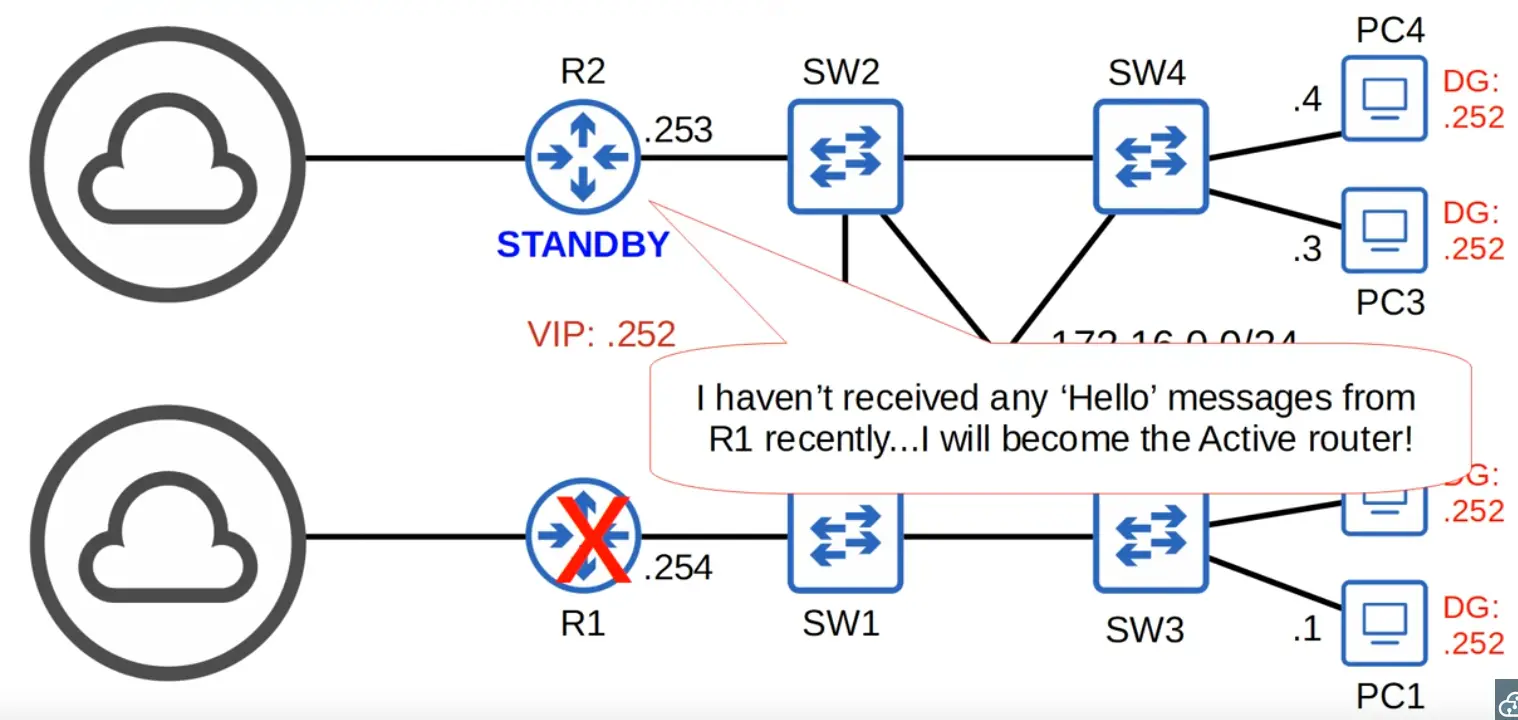 PC4
R2
SW2
SW4
DG:
.252
.4
.253
STANDBY
DG:
.252
.3
PC3
VIP: .252
172.16.0.0/24
I haven’t received any ‘Hello’ messages from
R1 recently...I will become the Active router!
DG:
.252
X
.254
R1
SW1
SW3
DG:
.252
.1
PC1